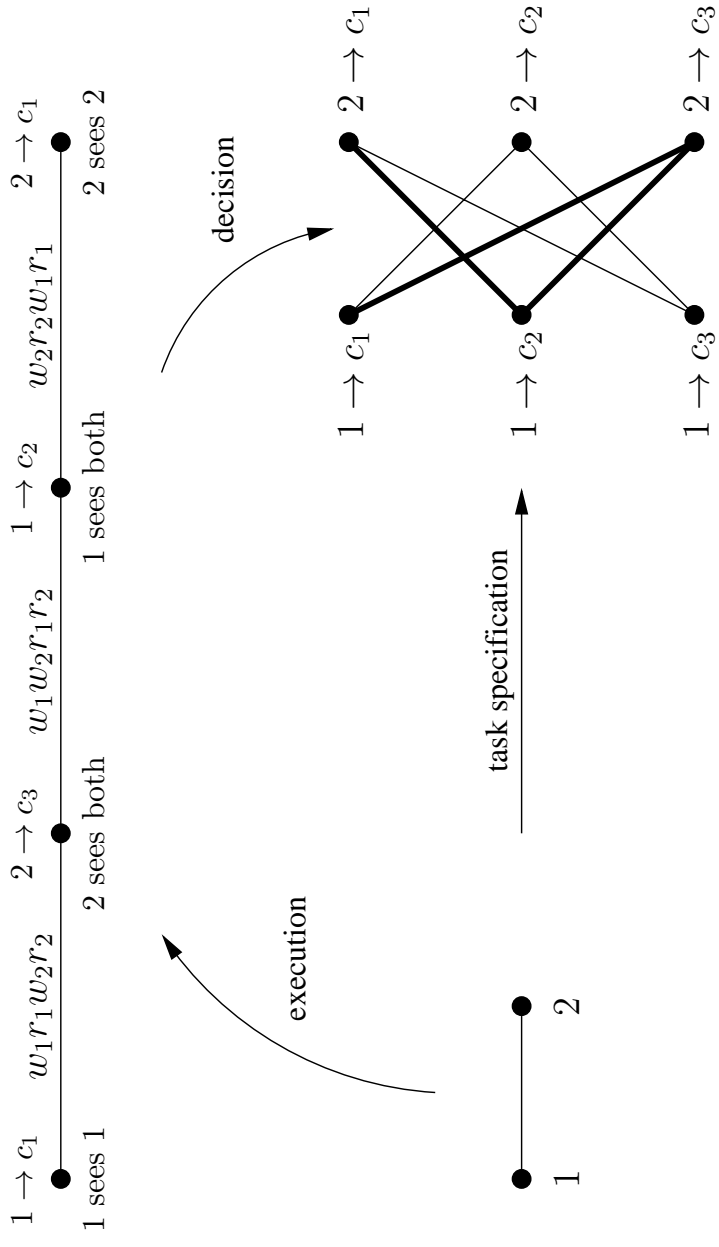 1 → c₁
w₁r₁w₂r₂
2 → c₃
w₁w₂r₁r₂
1 → c₂
w₂r₂w₁r₁
2 → c₁
1 sees 1
2 sees both
1 sees both
2 sees 2
execution
decision
1
2
task specification
1 → c₁
2 → c₁
1 → c₂
2 → c₂
1 → c₃
2 → c₃